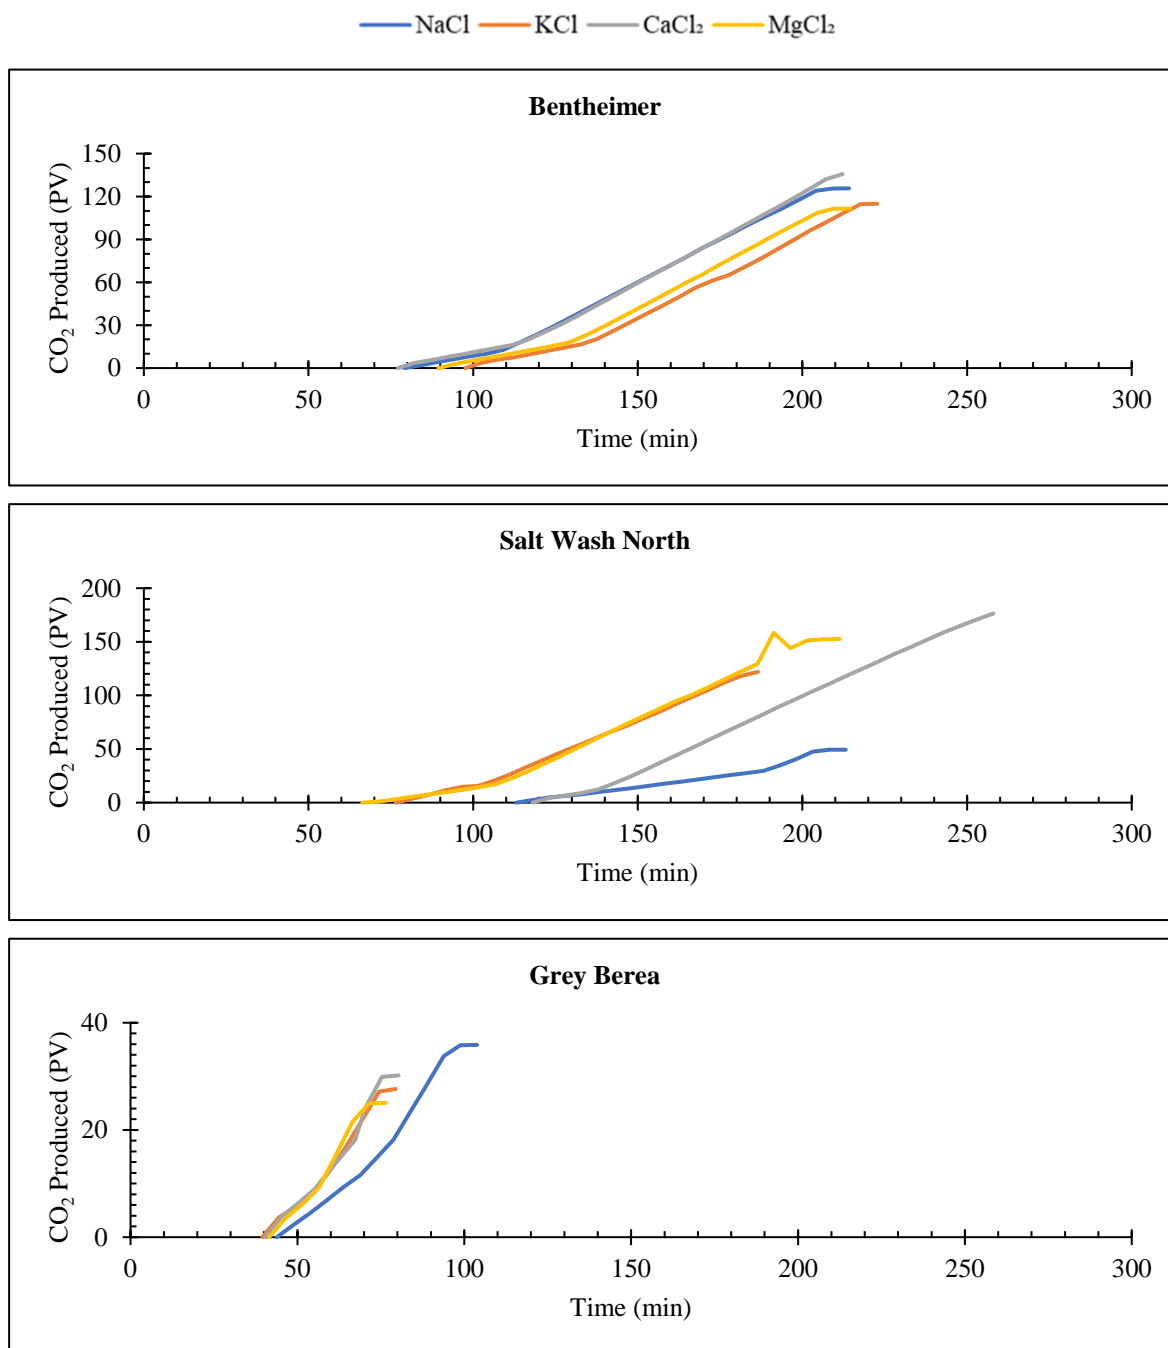 NaCl KCl CaCl₂ MgCl₂
Bentheimer
CO₂ Produced (PV)
150
120
90
60
30
0
0 50 100 150 200 250 300
Time (min)
Salt Wash North
CO₂ Produced (PV)
200
150
100
50
0
0 50 100 150 200 250 300
Time (min)
Grey Berea
CO₂ Produced (PV)
40
20
0
0 50 100 150 200 250 300
Time (min)